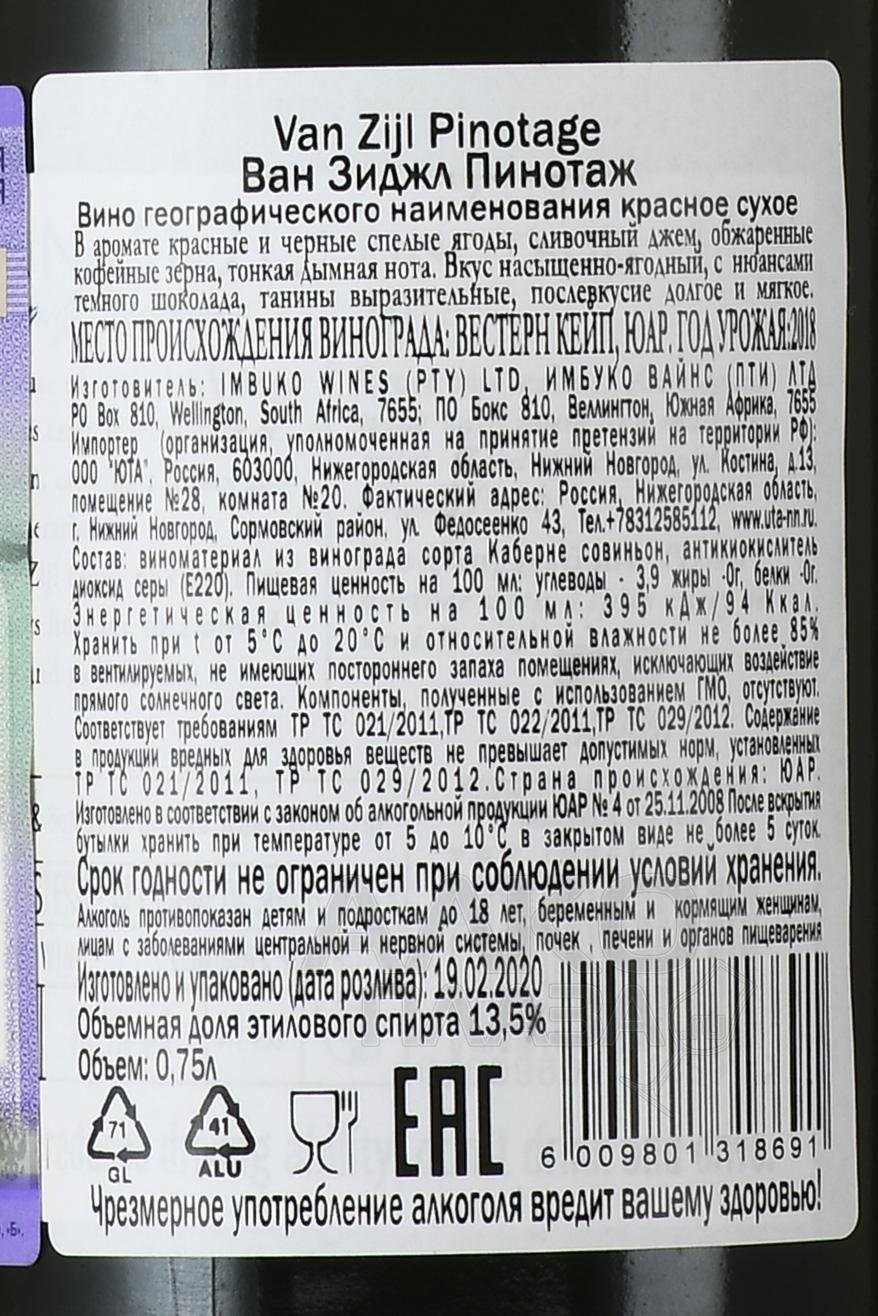 Van Zijl Pinotage
Ван Зиджл Пинотаж
Вино географического наименования красное сухое
В аромате красные и черные спелые ягоды, сливочный джем, обжаренные
кофейные зерна, тонкая дымная нота. Вкус насыщенно-ягодный, с нюансами
темного шоколада, танины выразительные, послевкусие долгое и мягкое.
МЕСТО ПРОИСХОЖДЕНИЯ ВИНОГРАДА: ВЕСТЕРН КЕЙП, ЮАР. ГОД УРОЖАЯ:2018
Изготовитель: IMBUKO WINES (PTY) LTD, ИМБУКО ВАЙНС (ПТИ) ЛТД
PO Box 810, Wellington, South Africa, 7655; ПО Бокс 810, Веллингтон, Южная Африка, 7655
Импортер (организация, уполномоченная на принятие претензий на территории РФ):
ООО "ЮТА", Россия, 603000, Нижегородская область, Нижний Новгород, ул. Костина, д.13,
помещение №28, комната №20. Фактический адрес: Россия, Нижегородская область,
г. Нижний Новгород, Сормовский район, ул. Федосеенко 43, Тел.+78312585112, www.uta-nn.ru.
Состав: виноматериал из винограда сорта Каберне совиньон, антикиокислитель
диоксид серы (E220). Пищевая ценность на 100 мл: углеводы - 3,9 жиры -0г, белки -0г.
Энергетическая ценность на 100 мл: 395 кДж/94 Ккал.
Хранить при t от 5°C до 20°C и относительной влажности не более 85%
в вентилируемых, не имеющих постороннего запаха помещениях, исключающих воздействие
прямого солнечного света. Компоненты, полученные с использованием ГМО, отсутствуют.
Соответствует требованиям ТР ТС 021/2011,ТР ТС 022/2011,ТР ТС 029/2012. Содержание
в продукции вредных для здоровья веществ не превышает допустимых норм, установленных
ТР ТС 021/2011, ТР ТС 029/2012.Страна происхождения: ЮАР.
Изготовлено в соответствии с законом об алкогольной продукции ЮАР № 4 от 25.11.2008 После вскрытия
бутылки хранить при температуре от 5 до 10°C в закрытом виде не более 5 суток.
Срок годности не ограничен при соблюдении условий хранения.
Алкоголь противопоказан детям и подросткам до 18 лет, беременным и кормящим женщинам,
лицам с заболеваниями центральной и нервной системы, почек , печени и органов пищеварения
Изготовлено и упаковано (дата розлива): 19.02.2020
Объемная доля этилового спирта 13,5%
Объем: 0,75л
71
GL
41
ALU
EAC
6 009801 318691
Чрезмерное употребление алкоголя вредит вашему здоровью!